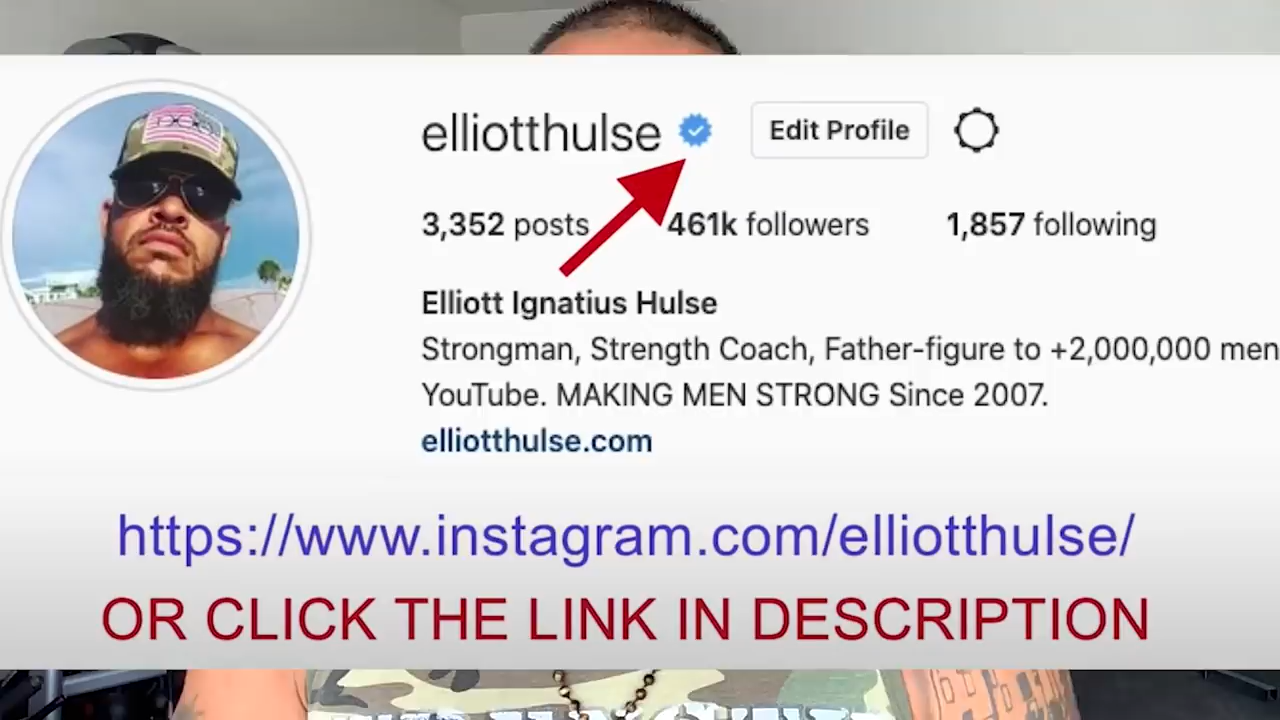 elliotthulse Edit Profile
3,352 posts 461k followers 1,857 following
Elliott Ignatius Hulse
Strongman, Strength Coach, Father-figure to +2,000,000 men
YouTube. MAKING MEN STRONG Since 2007.
elliotthulse.com
https://www.instagram.com/elliotthulse/
OR CLICK THE LINK IN DESCRIPTION